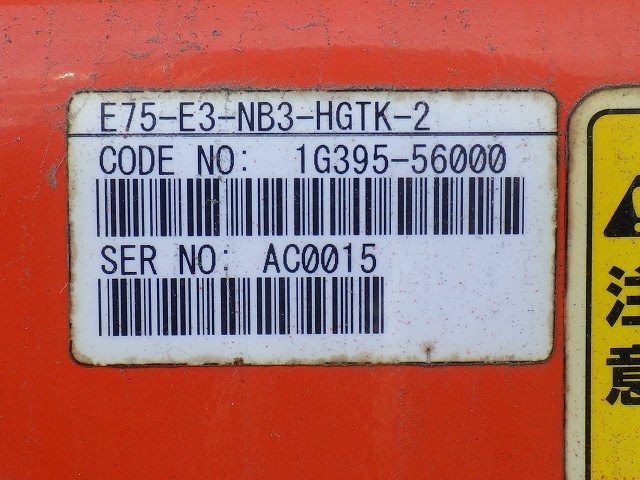 E75-E3-NB3-HGTK-2
CODE NO: 1G395-56000
SER NO: AC0015
注意